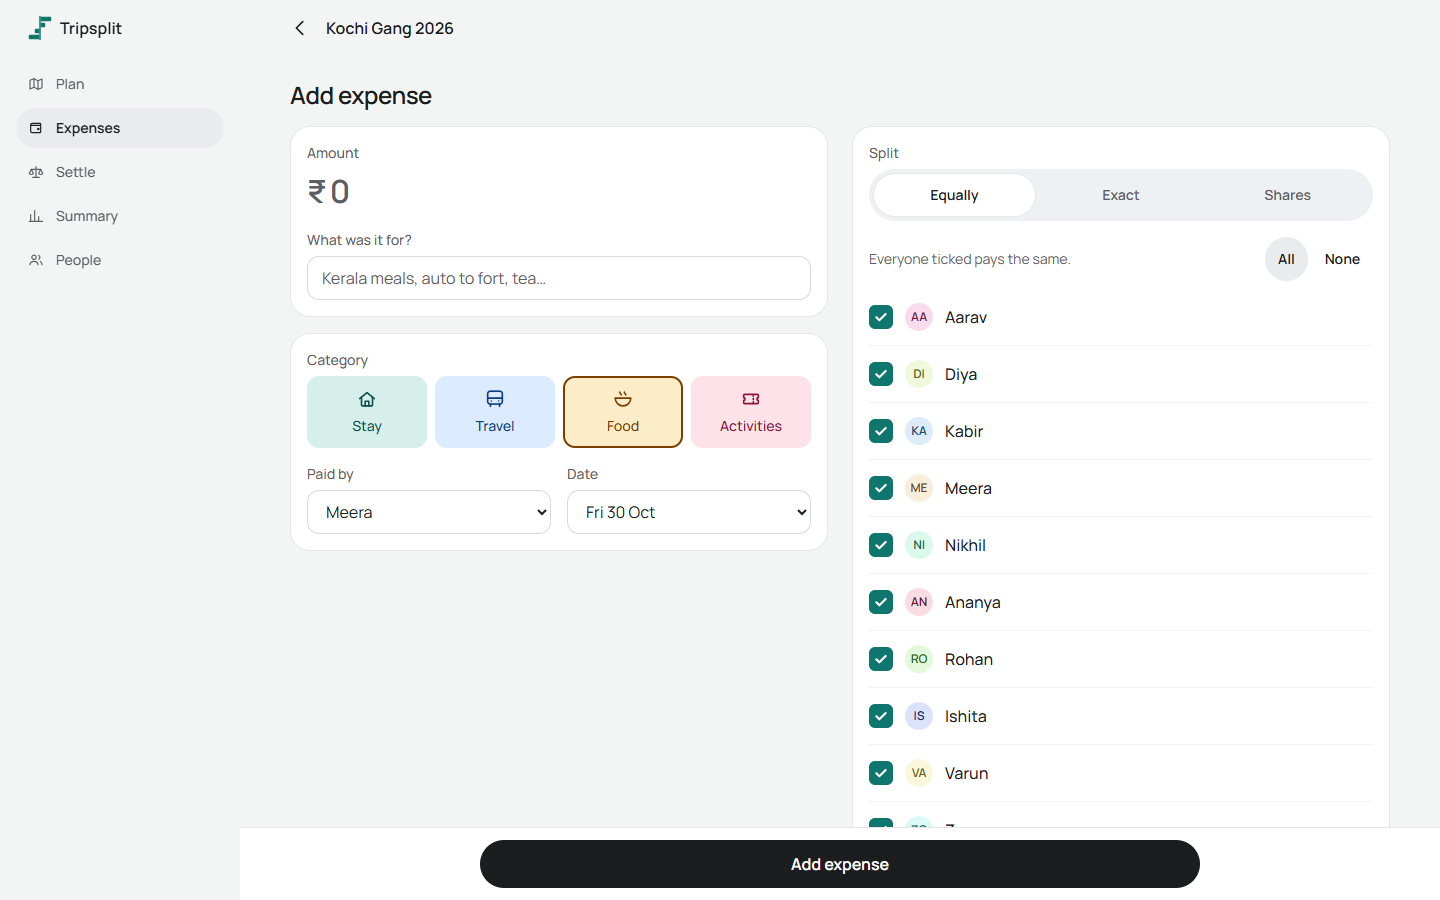 Tripsplit
Plan
Expenses
Settle
Summary
People
Kochi Gang 2026
Add expense
Amount
₹0
What was it for?
Kerala meals, auto to fort, tea…
Category
Stay
Travel
Food
Activities
Paid by
Date
Meera
Fri 30 Oct
Split
Equally
Exact
Shares
Everyone ticked pays the same.
All
None
AA Aarav
DI Diya
KA Kabir
ME Meera
NI Nikhil
AN Ananya
RO Rohan
IS Ishita
VA Varun
Add expense